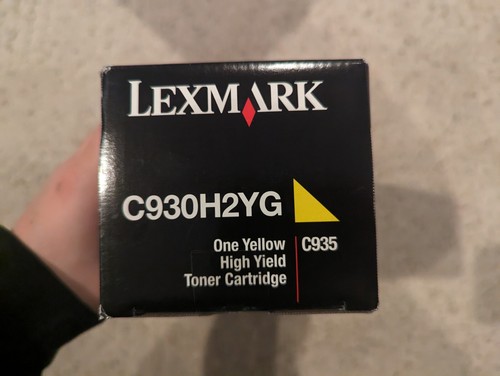 LEXMARK
C930H2YG
One Yellow
High Yield
Toner Cartridge
C935